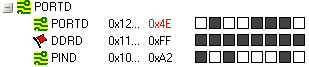 PORTD
PORTD 0x12... 0x4E
DDRD 0x11... 0xFF
PIND 0x10... 0xA2